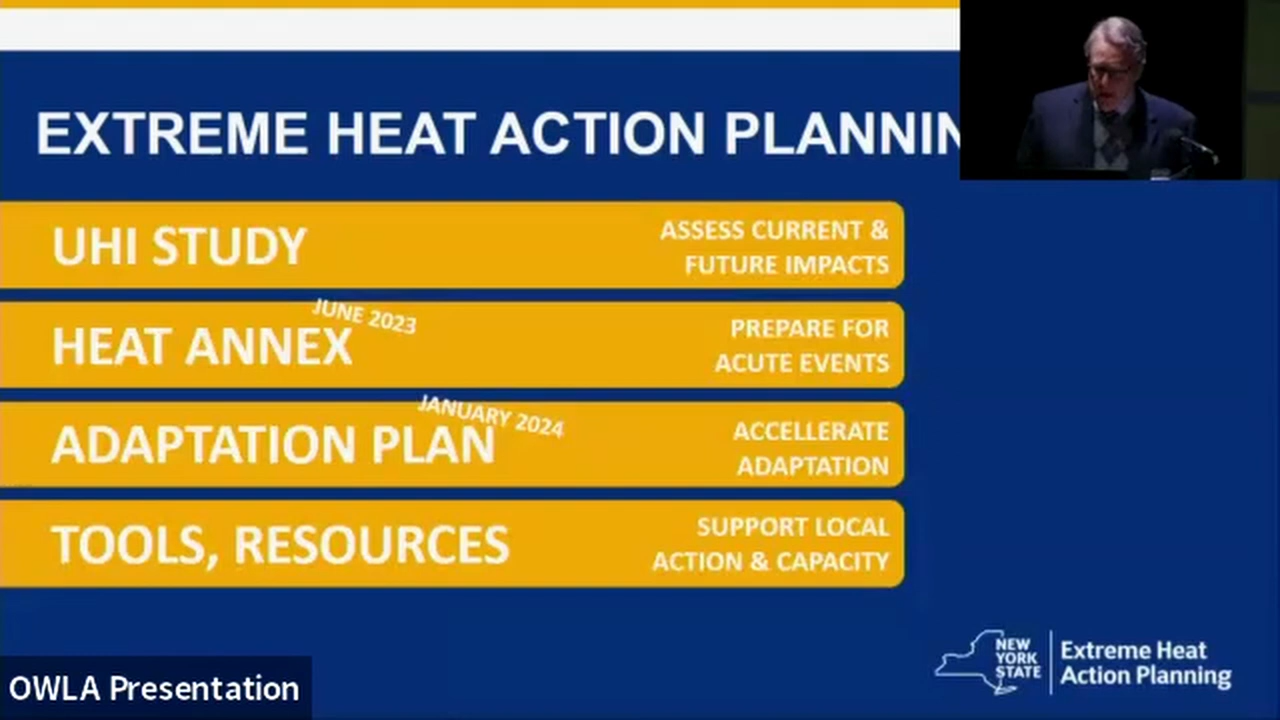 EXTREME HEAT ACTION PLANNIN
UHI STUDY
ASSESS CURRENT &
FUTURE IMPACTS
JUNE 2023
HEAT ANNEX
PREPARE FOR
ACUTE EVENTS
JANUARY 2024
ADAPTATION PLAN
ACCELLERATE
ADAPTATION
TOOLS, RESOURCES
SUPPORT LOCAL
ACTION & CAPACITY
NEW
YORK
STATE
Extreme Heat
Action Planning
OWLA Presentation